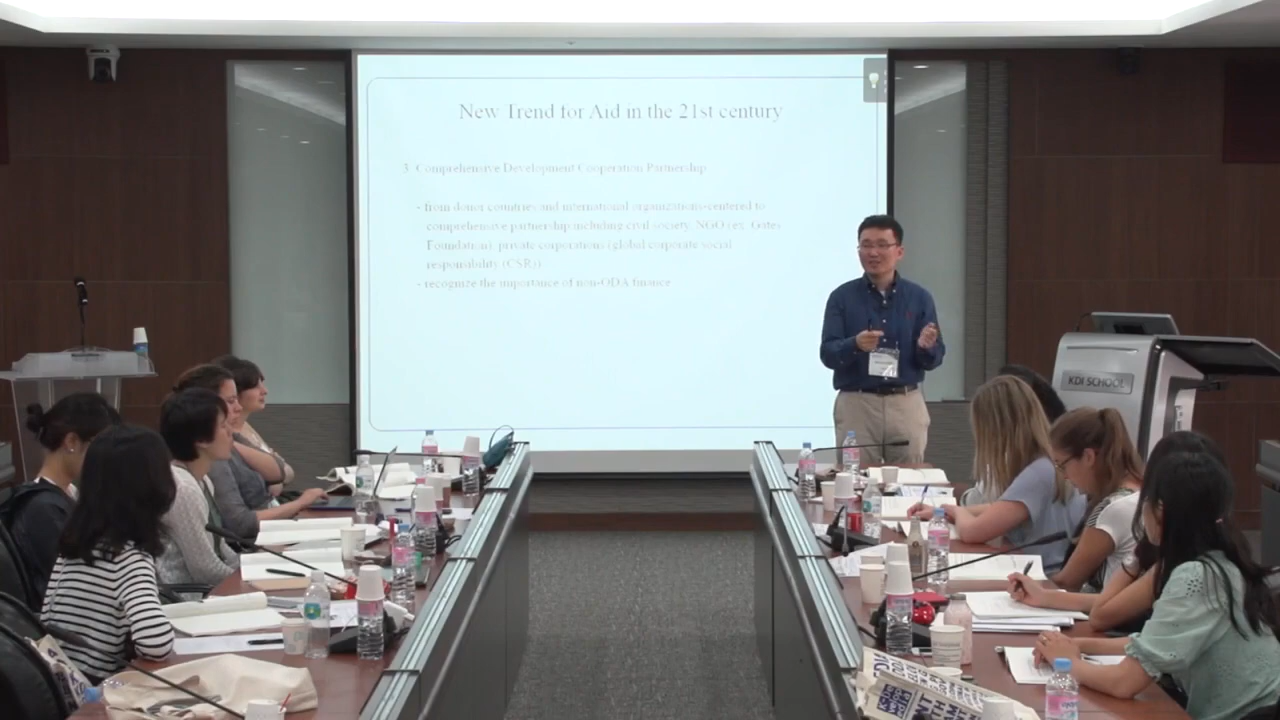 New Trend for Aid in the 21st century
3. Comprehensive Development Cooperation Partnership
- from donor countries and international organizations-centered to
comprehensive partnership including civil society, NGO (ex. Gates
Foundation), private corporations (global corporate social
responsibility (CSR))
- recognize the importance of non-ODA finance
KDI SCHOOL